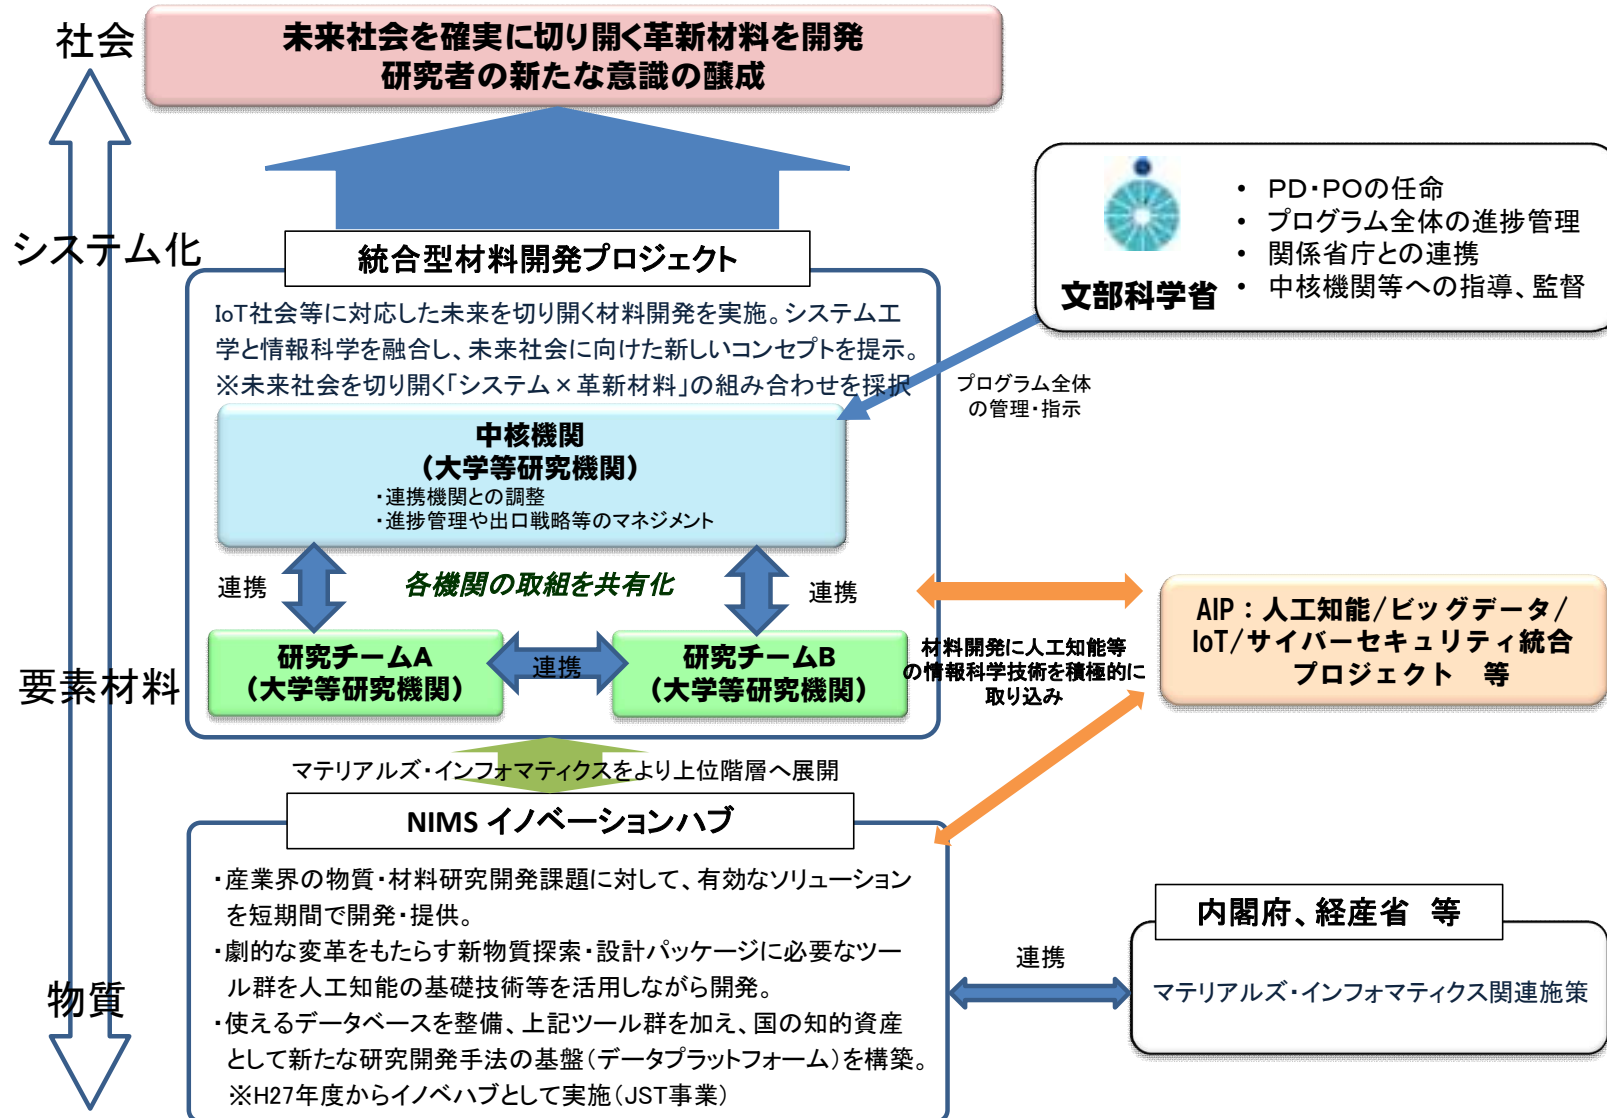 社会
未来社会を確実に切り開く革新材料を開発
研究者の新たな意識の醸成
・ PD・POの任命
・ プログラム全体の進捗管理
・ 関係省庁との連携
・ 中核機関等への指導、監督
文部科学省
システム化
統合型材料開発プロジェクト
IoT社会等に対応した未来を切り開く材料開発を実施。システム工
学と情報科学を融合し、未来社会に向けた新しいコンセプトを提示。
※未来社会を切り開く「システム×革新材料」の組み合わせを採択
プログラム全体
の管理・指示
中核機関
(大学等研究機関)
・連携機関との調整
・進捗管理や出口戦略等のマネジメント
連携
各機関の取組を共有化
連携
研究チームA
(大学等研究機関)
連携
研究チームB
(大学等研究機関)
材料開発に人工知能等
の情報科学技術を積極的に
取り込み
AIP:人工知能/ビッグデータ/
IoT/サイバーセキュリティ統合
プロジェクト 等
要素材料
マテリアルズ・インフォマティクスをより上位階層へ展開
NIMS イノベーションハブ
・産業界の物質・材料研究開発課題に対して、有効なソリューション
を短期間で開発・提供。
・劇的な変革をもたらす新物質探索・設計パッケージに必要なツー
ル群を人工知能の基礎技術等を活用しながら開発。
・使えるデータベースを整備、上記ツール群を加え、国の知的資産
として新たな研究開発手法の基盤(データプラットフォーム)を構築。
※H27年度からイノベハブとして実施(JST事業)
連携
内閣府、経産省 等
マテリアルズ・インフォマティクス関連施策
物質